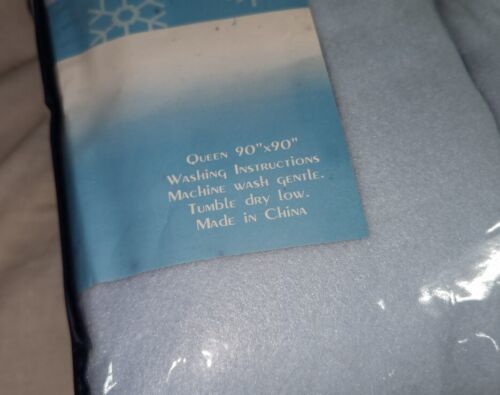 Queen 90"x90"
Washing Instructions
Machine wash gentle.
Tumble dry low.
Made in China